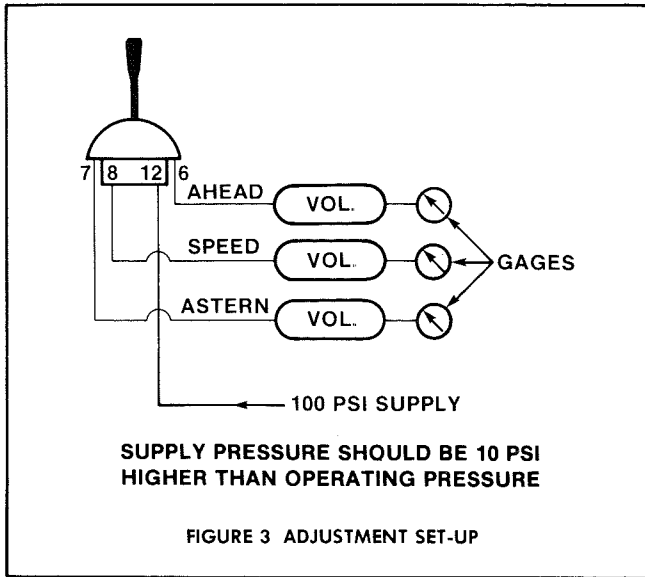 7 8 12 6
AHEAD VOL.
SPEED VOL.
GAGES
ASTERN VOL.
100 PSI SUPPLY
SUPPLY PRESSURE SHOULD BE 10 PSI
HIGHER THAN OPERATING PRESSURE
FIGURE 3 ADJUSTMENT SET-UP